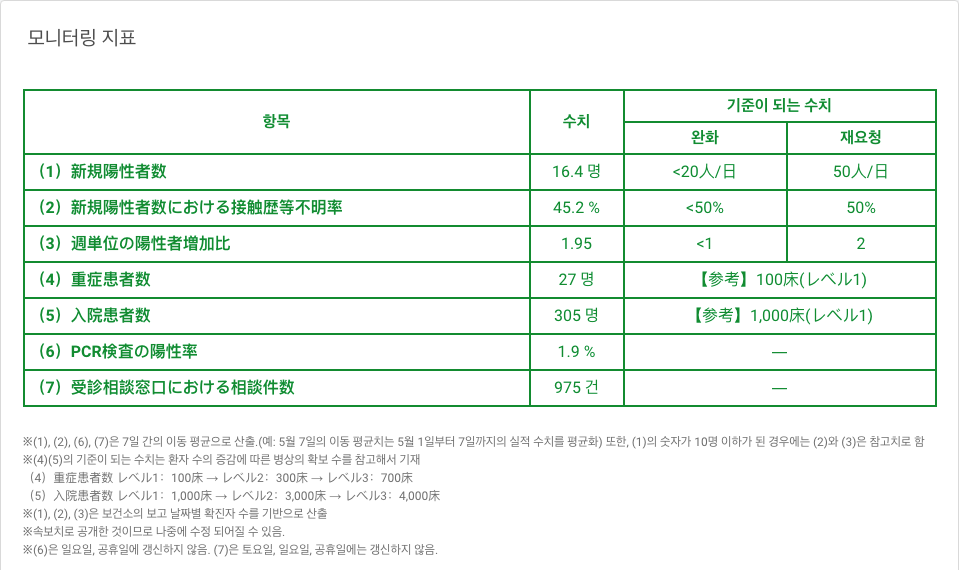 모니터링 지표
항목 수치 기준이 되는 수치
완화 재요청
（1）新規陽性者数 16.4 명 <20人/日 50人/日
（2）新規陽性者数における接触歴等不明率 45.2 % <50% 50%
（3）週単位の陽性者増加比 1.95 <1 2
（4）重症患者数 27 명 【参考】100床(レベル1)
（5）入院患者数 305 명 【参考】1,000床(レベル1)
（6）PCR検査の陽性率 1.9 % ―
（7）受診相談窓口における相談件数 975 건 ―
※(1), (2), (6), (7)은 7일 간의 이동 평균으로 산출.(예: 5월 7일의 이동 평균치는 5월 1일부터 7일까지의 실적 수치를 평균화) 또한, (1)의 숫자가 10명 이하가 된 경우에는 (2)와 (3)은 참고치로 함
※(4)(5)의 기준이 되는 수치는 환자 수의 증감에 따른 병상의 확보 수를 참고해서 기재
（4）重症患者数 レベル1：100床 → レベル2：300床 → レベル3：700床
（5）入院患者数 レベル1：1,000床 → レベル2：3,000床 → レベル3：4,000床
※(1), (2), (3)은 보건소의 보고 날짜별 확진자 수를 기반으로 산출
※속보치로 공개한 것이므로 나중에 수정 되어질 수 있음.
※(6)은 일요일, 공휴일에 갱신하지 않음. (7)은 토요일, 일요일, 공휴일에는 갱신하지 않음.